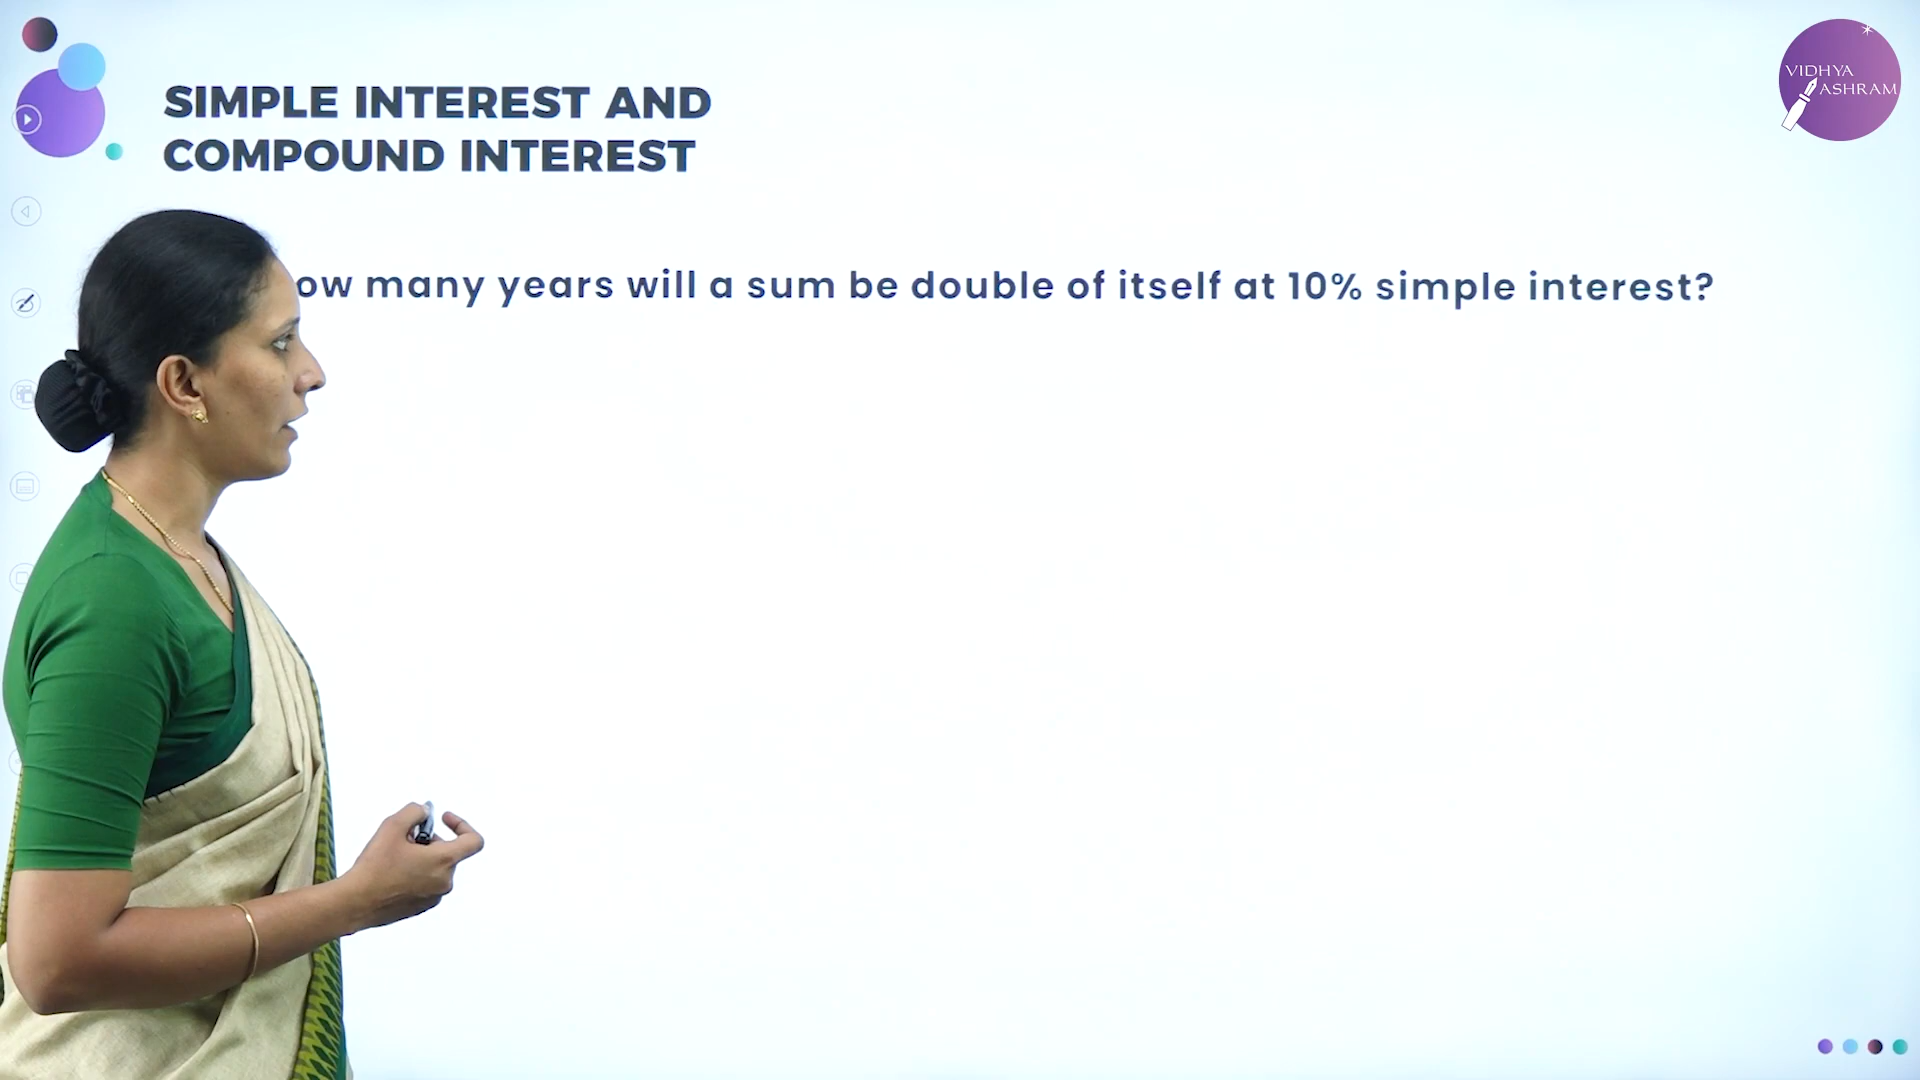 SIMPLE INTEREST AND
COMPOUND INTEREST
VIDHYA
ASHRAM
many years will a sum be double of itself at 10% simple interest?